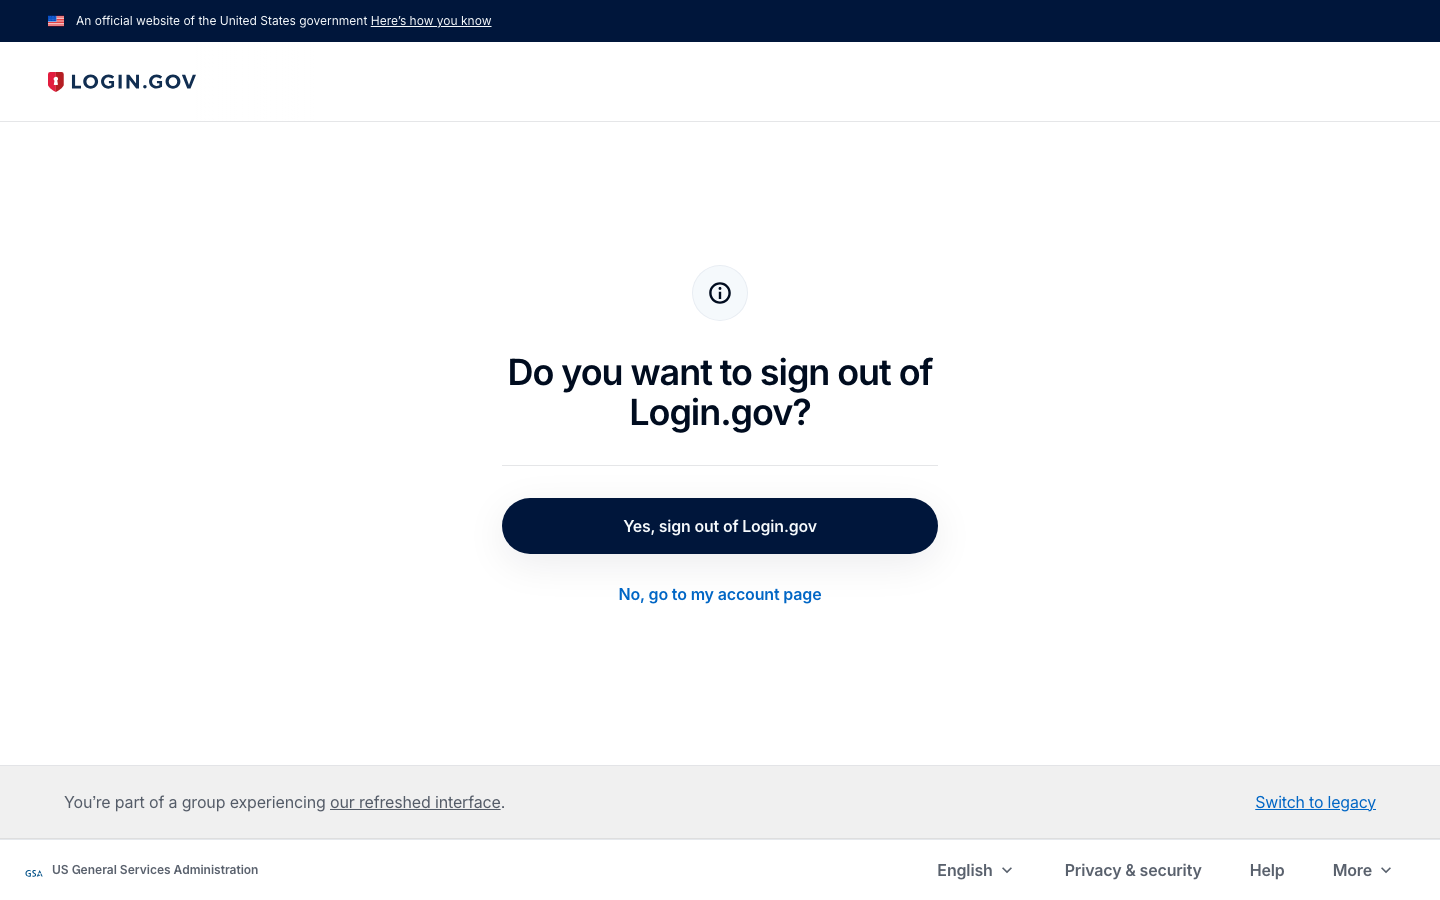 An official website of the United States government Here’s how you know
LOGIN.GOV
Do you want to sign out of
Login.gov?
Yes, sign out of Login.gov
No, go to my account page
You’re part of a group experiencing our refreshed interface.
Switch to legacy
GSA US General Services Administration
English
Privacy & security
Help
More